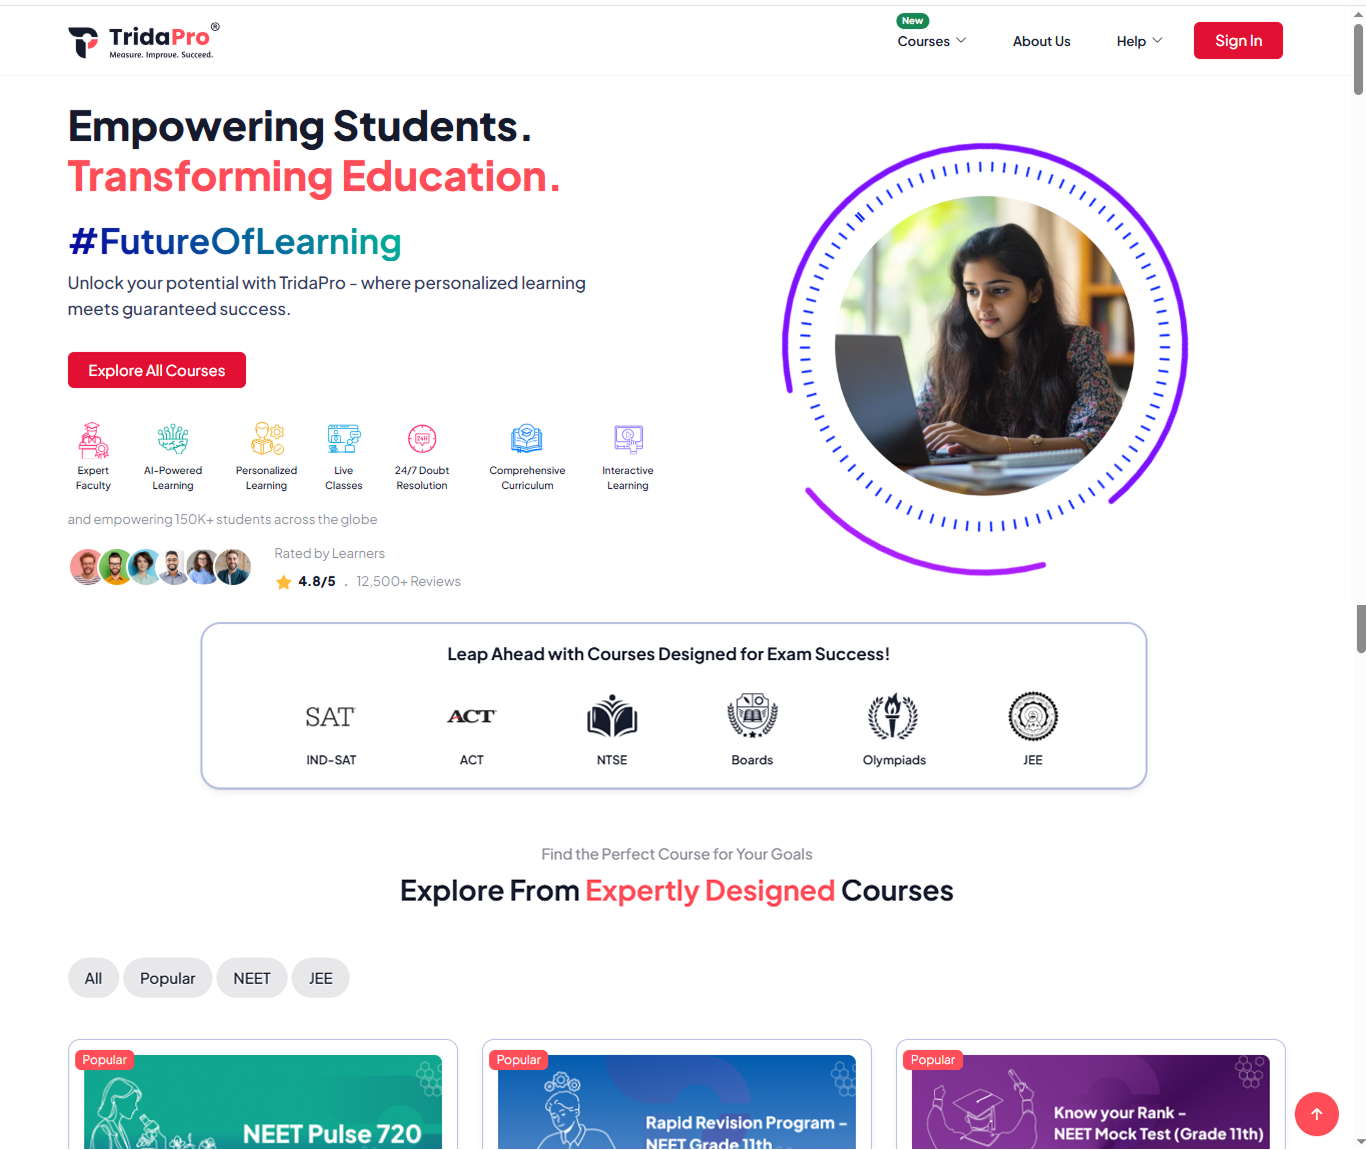 TridaPro®
Measure. Improve. Succeed.
New
Courses
About Us
Help
Sign In
Empowering Students.
Transforming Education.
#FutureOfLearning
Unlock your potential with TridaPro - where personalized learning
meets guaranteed success.
Explore All Courses
Expert
Faculty
AI-Powered
Learning
Personalized
Learning
Live
Classes
24H
24/7 Doubt
Resolution
Comprehensive
Curriculum
Interactive
Learning
and empowering 150K+ students across the globe
Rated by Learners
4.8/5 . 12,500+ Reviews
Leap Ahead with Courses Designed for Exam Success!
SAT
IND-SAT
ACT
ACT
NTSE
Boards
Olympiads
JEE
Find the Perfect Course for Your Goals
Explore From Expertly Designed Courses
All
Popular
NEET
JEE
Popular
NEET Pulse 720
Popular
Rapid Revision Program -
NEET Grade 11th
Popular
Know your Rank -
NEET Mock Test (Grade 11th)